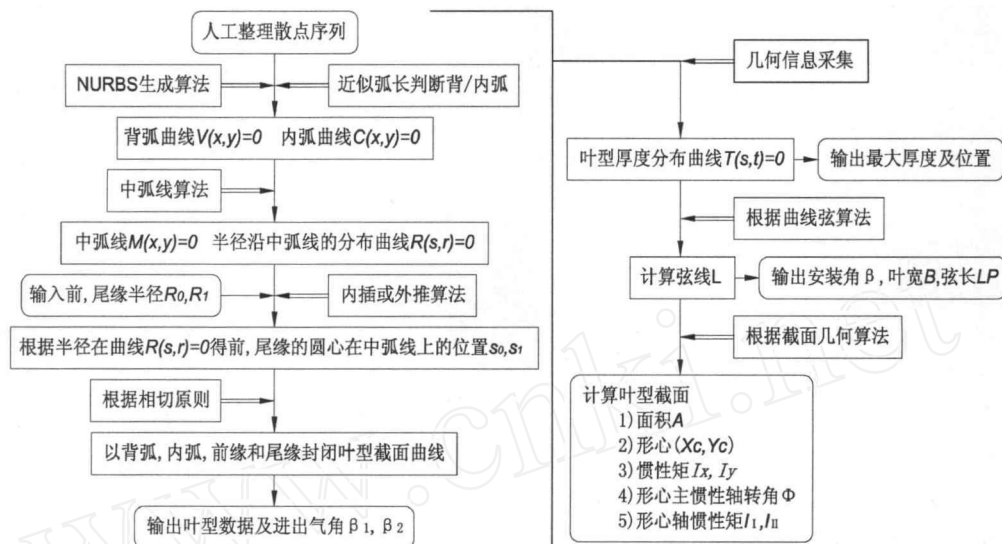 人工整理散点序列
NURBS生成算法
近似弧长判断背/内弧
背弧曲线V(x,y)=0 内弧曲线C(x,y)=0
中弧线算法
中弧线M(x,y)=0 半径沿中弧线的分布曲线R(s,r)=0
输入前,尾缘半径R0,R1
内插或外推算法
根据半径在曲线R(s,r)=0得前,尾缘的圆心在中弧线上的位置s0,s1
根据相切原则
以背弧,内弧,前缘和尾缘封闭叶型截面曲线
输出叶型数据及进出气角β1,β2
几何信息采集
叶型厚度分布曲线T(s,t)=0
输出最大厚度及位置
根据曲线弦算法
计算弦线L
输出安装角β,叶宽B,弦长LP
根据截面几何算法
计算叶型截面
1)面积A
2)形心(Xc,Yc)
3)惯性矩Ix, Iy
4)形心主惯性轴转角Φ
5)形心轴惯性矩IⅠ,IⅡ
www.cnki.net